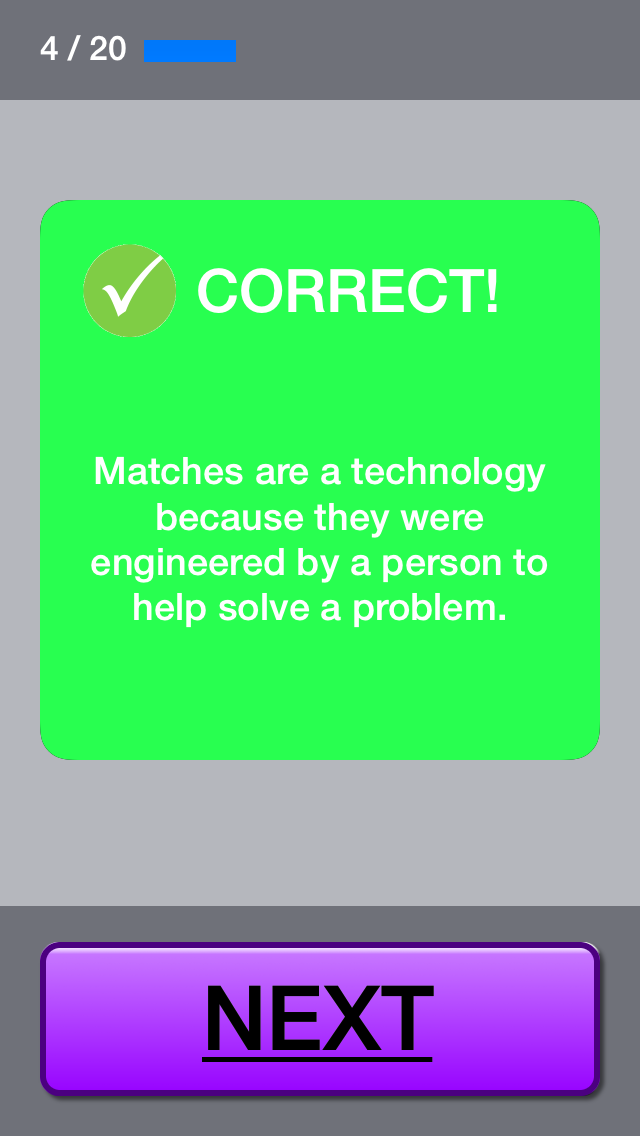 4 / 20
CORRECT!
Matches are a technology
because they were
engineered by a person to
help solve a problem.
NEXT